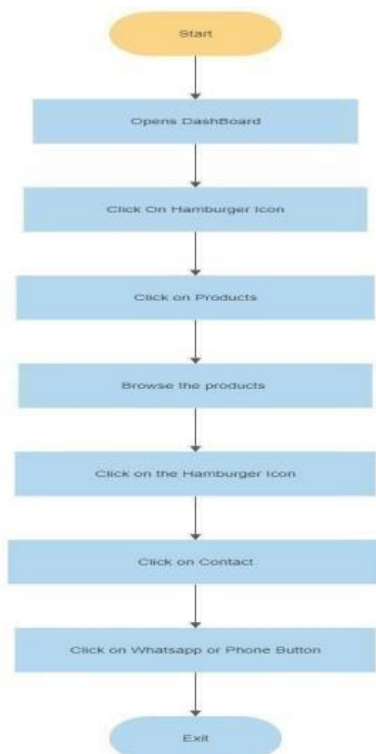 Start
Opens DashBoard
Click On Hamburger Icon
Click on Products
Browse the products
Click on the Hamburger Icon
Click on Contact
Click on Whatsapp or Phone Button
Exit